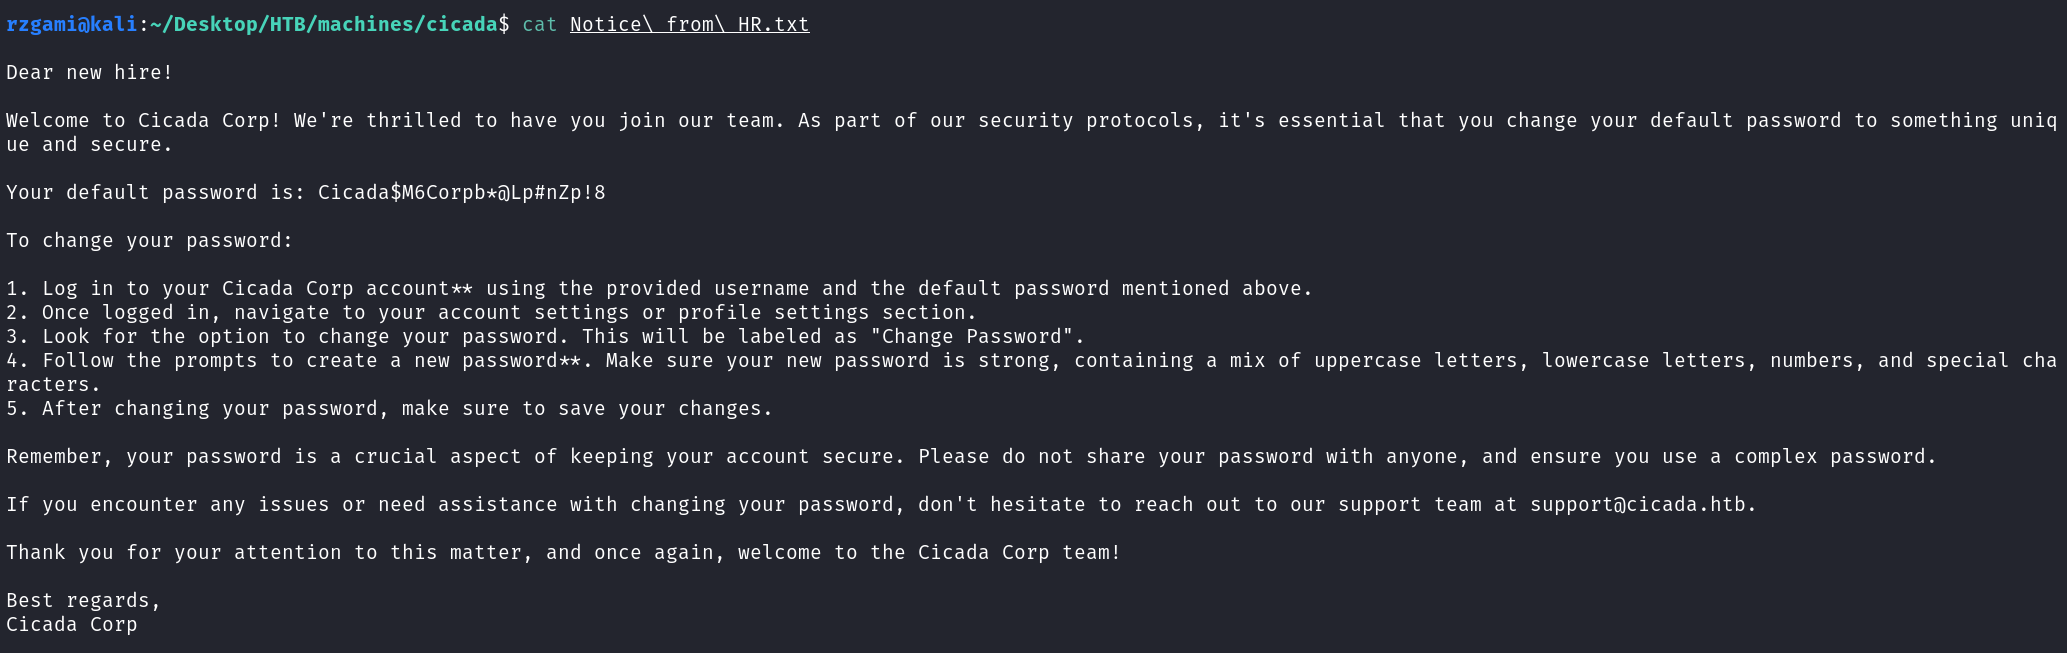 rzgami@kali:~/Desktop/HTB/machines/cicada$ cat Notice\ from\ HR.txt
Dear new hire!
Welcome to Cicada Corp! We're thrilled to have you join our team. As part of our security protocols, it's essential that you change your default password to something uniq
ue and secure.
Your default password is: Cicada$M6Corpb*@Lp#nZp!8
To change your password:
1. Log in to your Cicada Corp account** using the provided username and the default password mentioned above.
2. Once logged in, navigate to your account settings or profile settings section.
3. Look for the option to change your password. This will be labeled as "Change Password".
4. Follow the prompts to create a new password**. Make sure your new password is strong, containing a mix of uppercase letters, lowercase letters, numbers, and special cha
racters.
5. After changing your password, make sure to save your changes.
Remember, your password is a crucial aspect of keeping your account secure. Please do not share your password with anyone, and ensure you use a complex password.
If you encounter any issues or need assistance with changing your password, don't hesitate to reach out to our support team at support@cicada.htb.
Thank you for your attention to this matter, and once again, welcome to the Cicada Corp team!
Best regards,
Cicada Corp